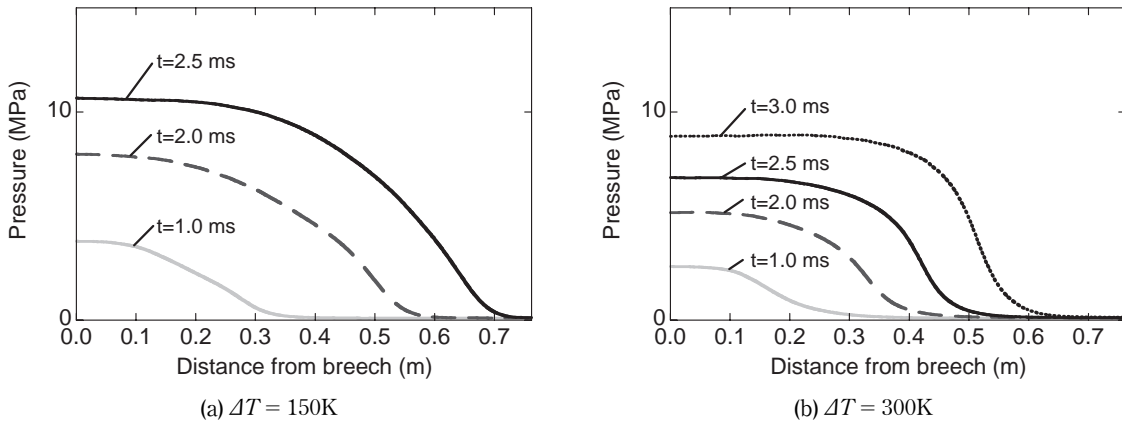 t=2.5 ms
t=2.0 ms
t=1.0 ms
10
0
Pressure (MPa)
0.0 0.1 0.2 0.3 0.4 0.5 0.6 0.7
Distance from breech (m)
(a) ΔT = 150K
t=3.0 ms
t=2.5 ms
t=2.0 ms
t=1.0 ms
10
0
Pressure (MPa)
0.0 0.1 0.2 0.3 0.4 0.5 0.6 0.7
Distance from breech (m)
(b) ΔT = 300K